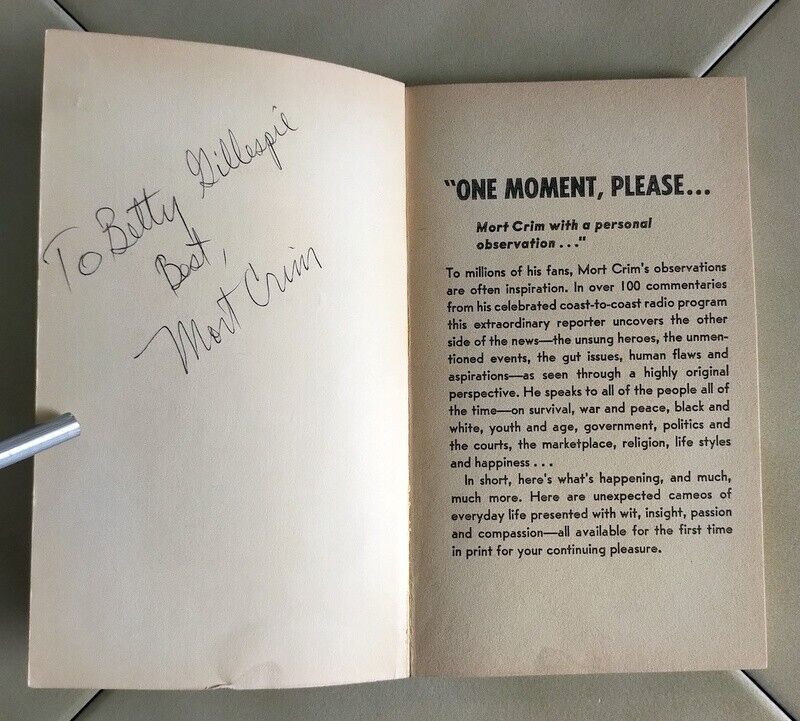 To Betty Gillespie
Best,
Mort Crim
"ONE MOMENT, PLEASE...
Mort Crim with a personal
observation ..."
To millions of his fans, Mort Crim's observations
are often inspiration. In over 100 commentaries
from his celebrated coast-to-coast radio program
this extraordinary reporter uncovers the other
side of the news—the unsung heroes, the unmen-
tioned events, the gut issues, human flaws and
aspirations—as seen through a highly original
perspective. He speaks to all of the people all of
the time—on survival, war and peace, black and
white, youth and age, government, politics and
the courts, the marketplace, religion, life styles
and happiness ...
In short, here's what's happening, and much,
much more. Here are unexpected cameos of
everyday life presented with wit, insight, passion
and compassion—all available for the first time
in print for your continuing pleasure.